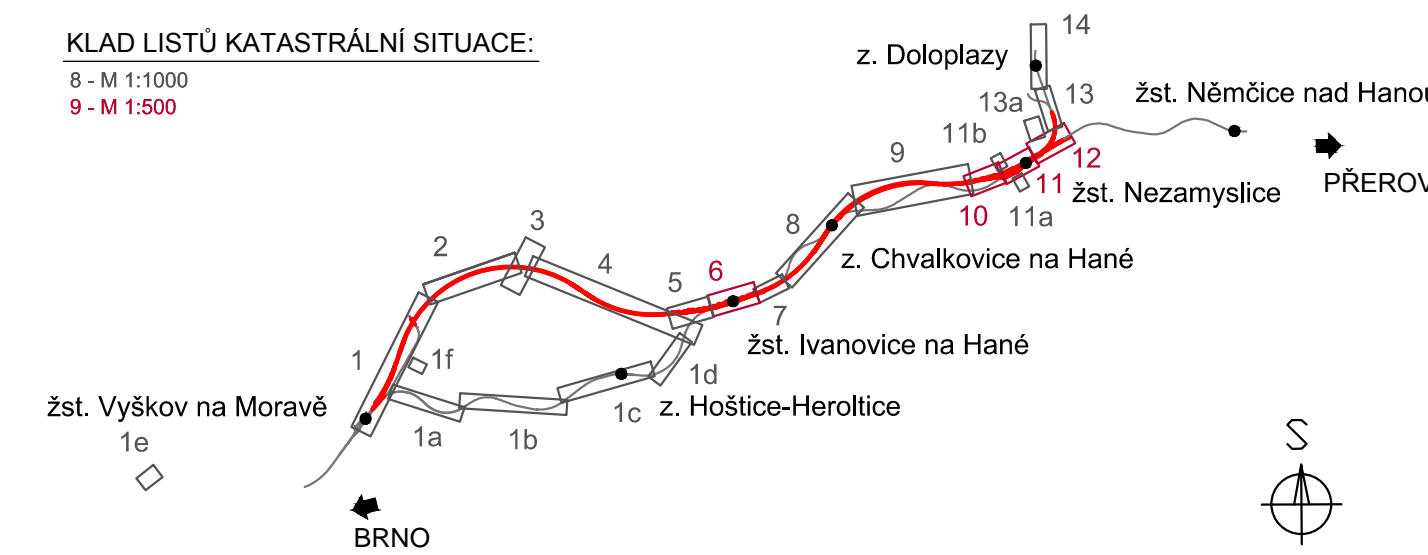 KLAD LISTŮ KATASTRÁLNÍ SITUACE:
8 - M 1:1000
9 - M 1:500
14
z. Doloplazy
13a
13
žst. Němčice nad Hanou
11b
12
9
PŘEROV
11
žst. Nezamyslice
10
11a
8
3
z. Chvalkovice na Hané
2
4
5
6
7
žst. Ivanovice na Hané
1
1f
1d
žst. Vyškov na Moravě
1c
z. Hoštice-Heroltice
1a
1b
1e
S
BRNO